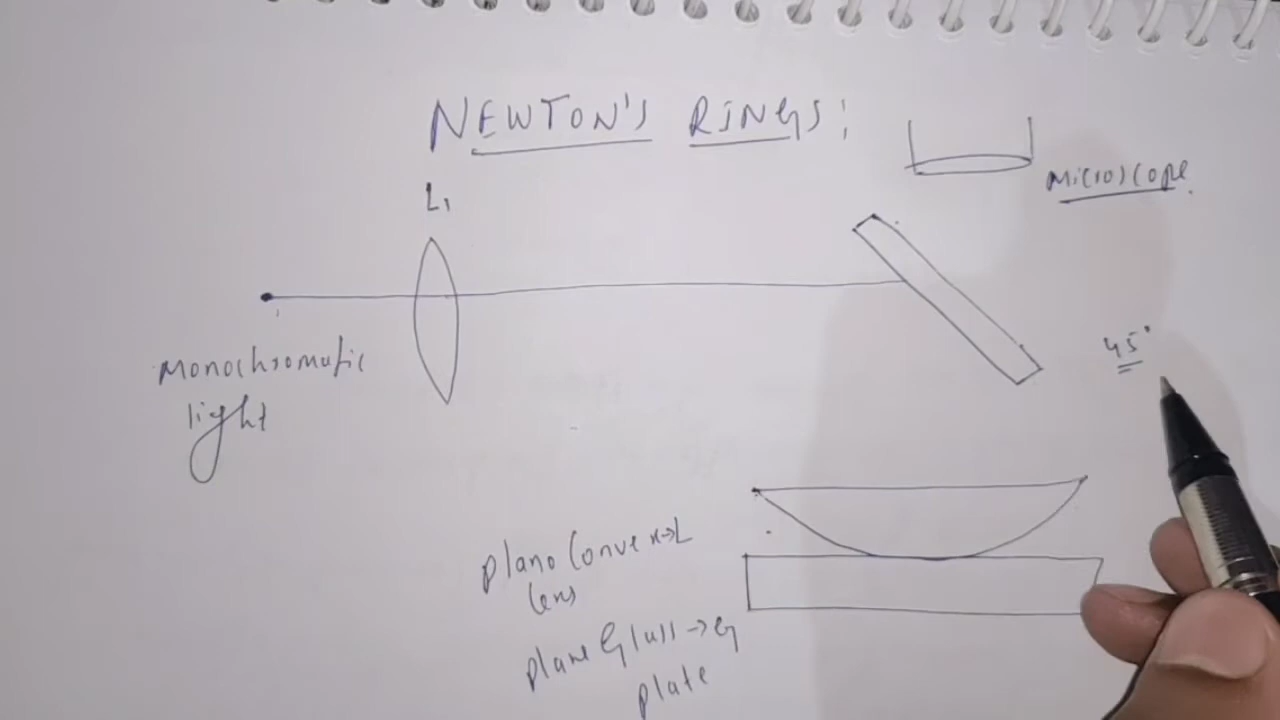 NEWTON'S RINGS:
Microscope.
L1
45°
Monochromatic
light
plano Convex→L
lens
plane Glass→G
plate